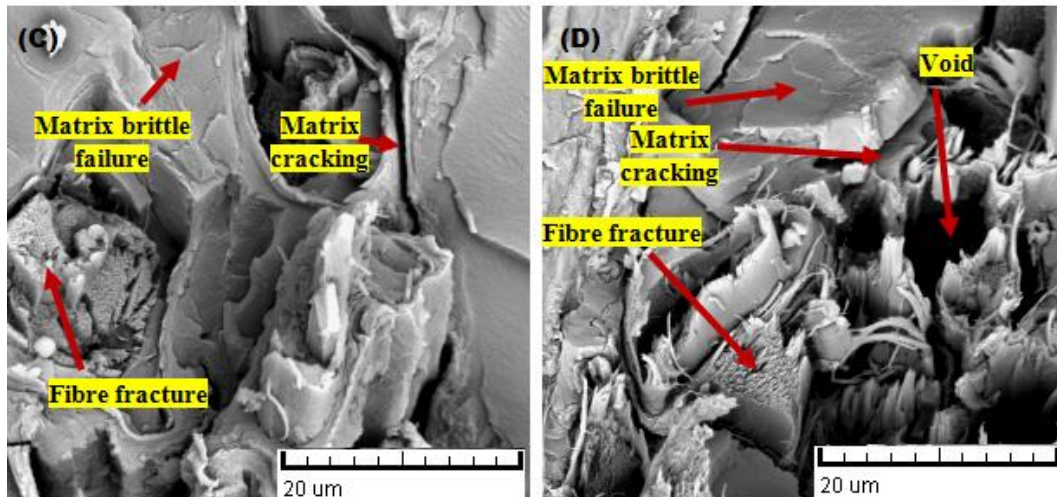 (C)
Matrix brittle
failure
Matrix
cracking
Fibre fracture
20 um
(D)
Void
Matrix brittle
failure
Matrix
cracking
Fibre fracture
20 um